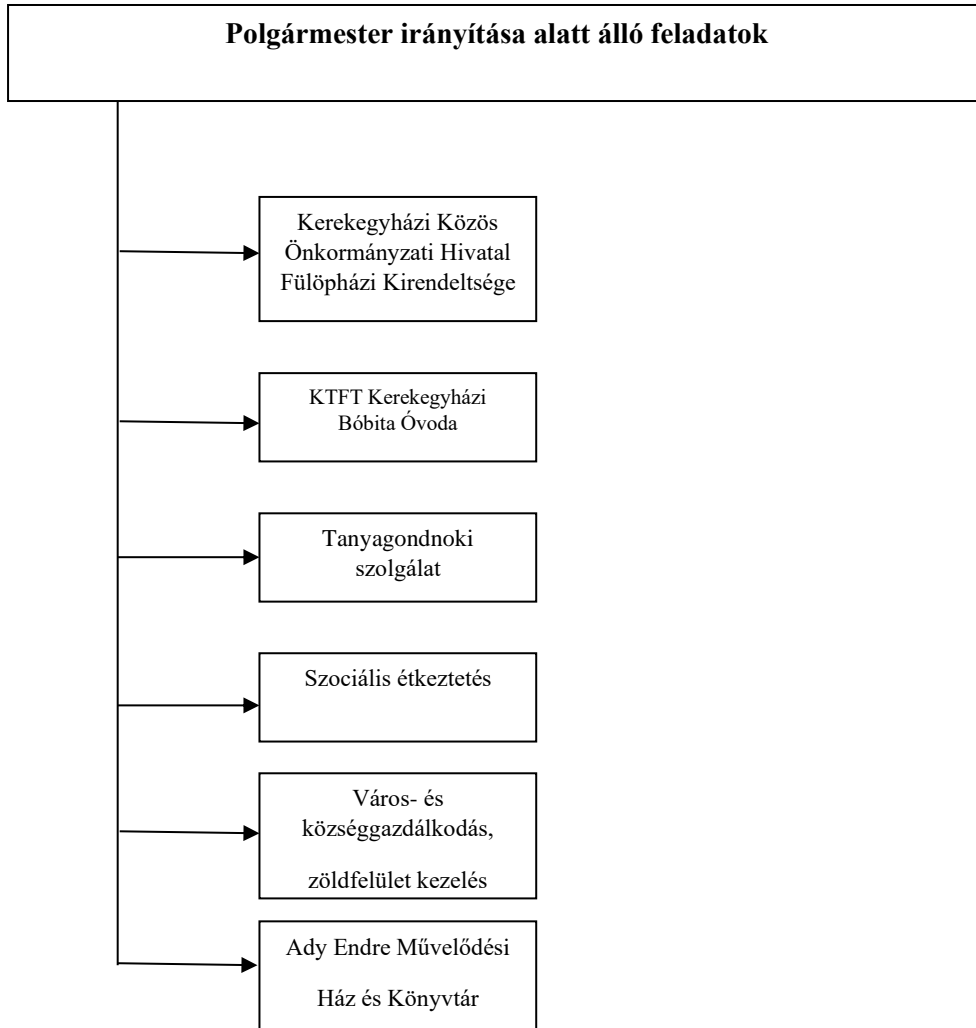 Polgármester irányítása alatt álló feladatok
Kerekegyházi Közös
Önkormányzati Hivatal
Fülöpházi Kirendeltsége
KTFT Kerekegyházi
Bóbita Óvoda
Tanyagondnoki
szolgálat
Szociális étkeztetés
Város- és
községgazdálkodás,
zöldfelület kezelés
Ady Endre Művelődési
Ház és Könyvtár